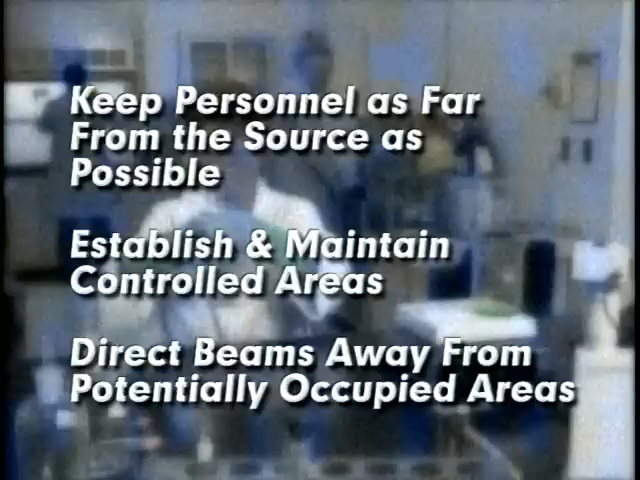 Keep Personnel as Far
From the Source as
Possible
Establish & Maintain
Controlled Areas
Direct Beams Away From
Potentially Occupied Areas